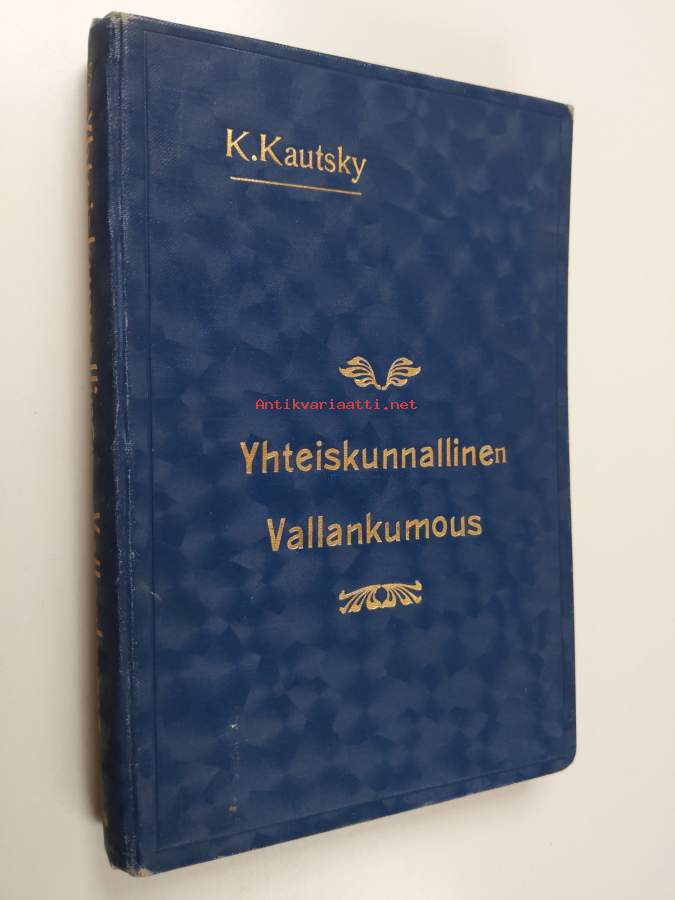 K.Kautsky
Antikvariaatti.net
Yhteiskunnallinen
Vallankumous